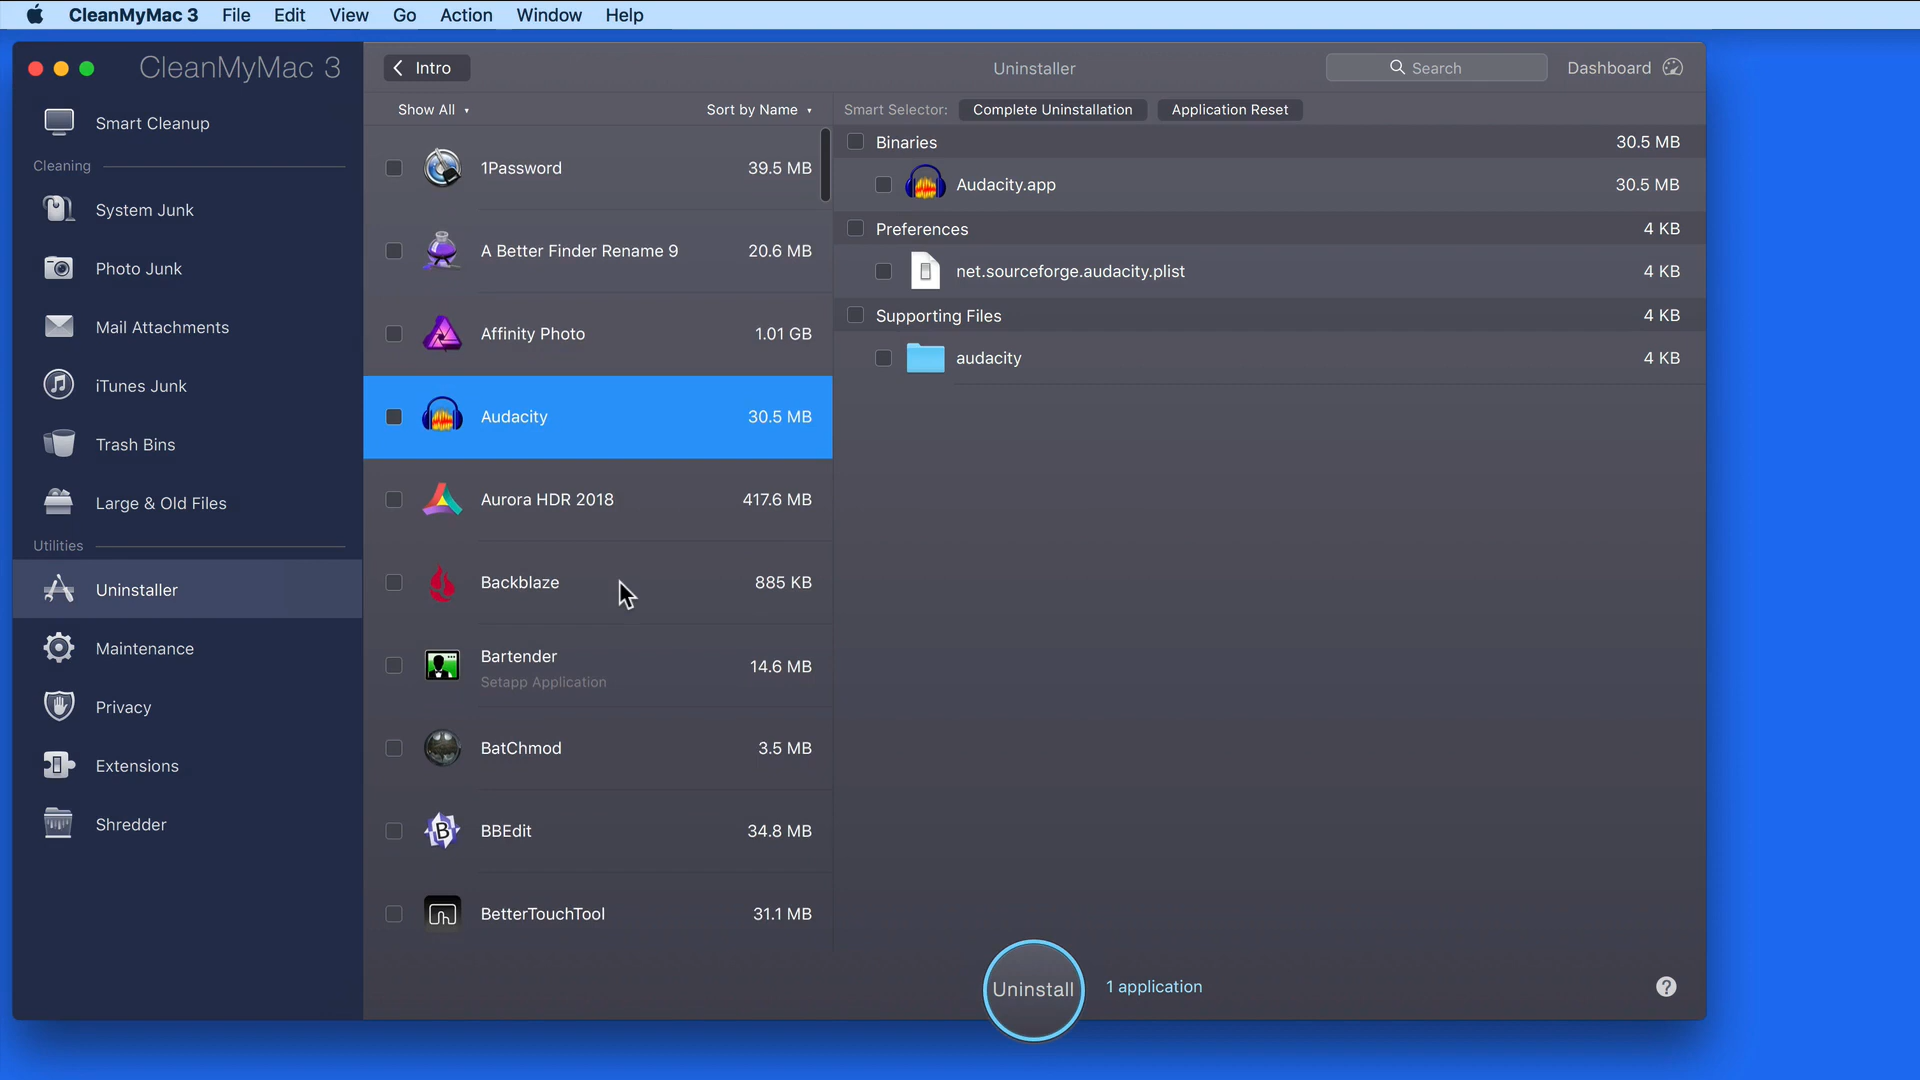 CleanMyMac 3 File Edit View Go Action Window Help
CleanMyMac 3
Smart Cleanup
Cleaning
System Junk
Photo Junk
Mail Attachments
iTunes Junk
Trash Bins
Large & Old Files
Utilities
Uninstaller
Maintenance
Privacy
Extensions
Shredder
Intro
Uninstaller
Search
Dashboard
Show All
Sort by Name
1Password 39.5 MB
A Better Finder Rename 9 20.6 MB
Affinity Photo 1.01 GB
Audacity 30.5 MB
Aurora HDR 2018 417.6 MB
Backblaze 885 KB
Bartender 14.6 MB
Setapp Application
BatChmod 3.5 MB
BBEdit 34.8 MB
BetterTouchTool 31.1 MB
Smart Selector: Complete Uninstallation Application Reset
Binaries 30.5 MB
Audacity.app 30.5 MB
Preferences 4 KB
net.sourceforge.audacity.plist 4 KB
Supporting Files 4 KB
audacity 4 KB
Uninstall
1 application
?